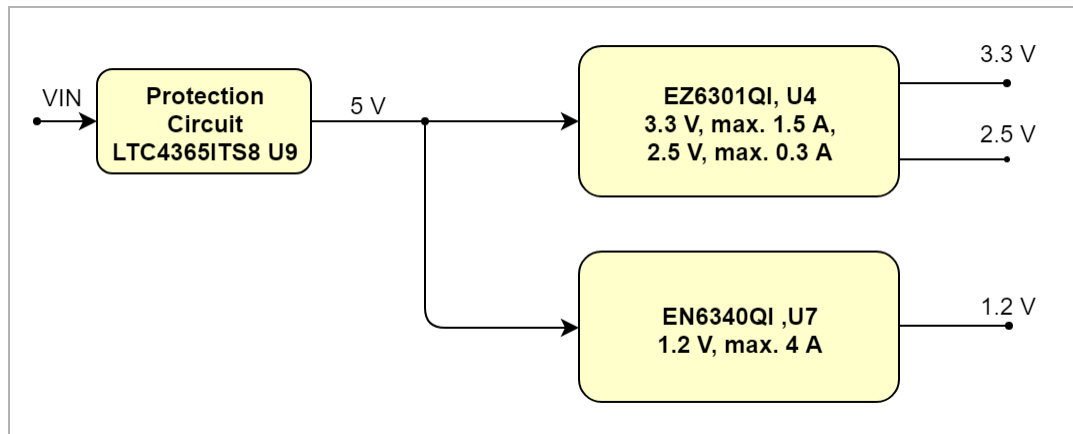 VIN
Protection
Circuit
LTC4365ITS8 U9
5 V
EZ6301QI, U4
3.3 V, max. 1.5 A,
2.5 V, max. 0.3 A
3.3 V
2.5 V
EN6340QI ,U7
1.2 V, max. 4 A
1.2 V